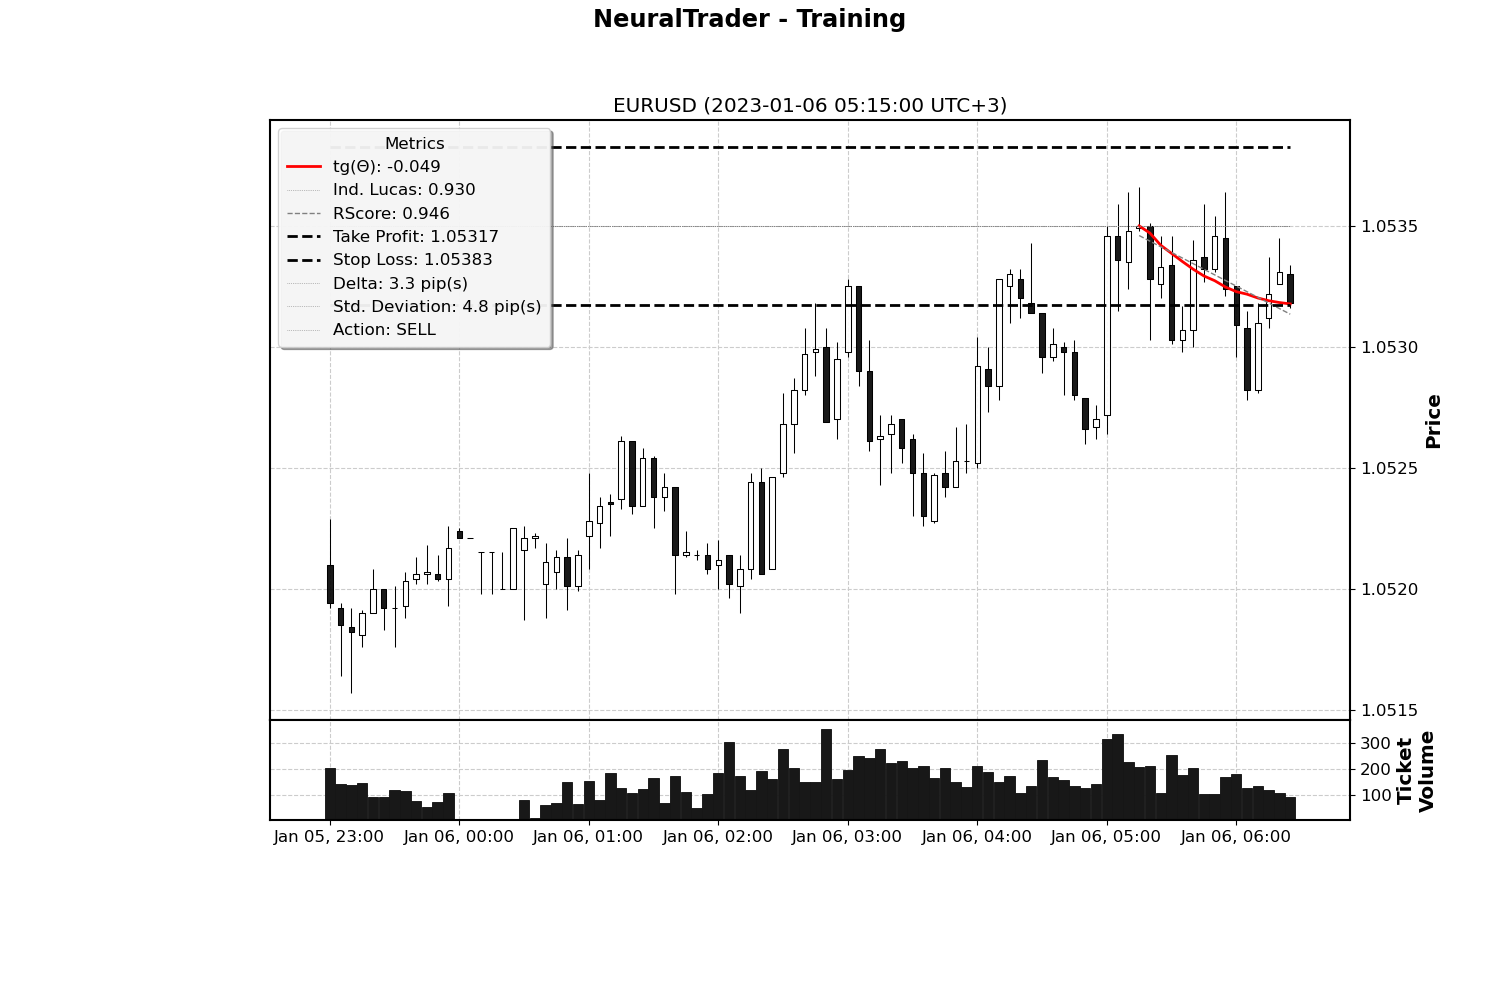 NeuralTrader - Training
EURUSD (2023-01-06 05:15:00 UTC+3)
Metrics
tg(Θ): -0.049
Ind. Lucas: 0.930
RScore: 0.946
Take Profit: 1.05317
Stop Loss: 1.05383
Delta: 3.3 pip(s)
Std. Deviation: 4.8 pip(s)
Action: SELL
1.0535
1.0530
1.0525
1.0520
1.0515
Price
300
200
100
Ticket
Volume
Jan 05, 23:00 Jan 06, 00:00 Jan 06, 01:00 Jan 06, 02:00 Jan 06, 03:00 Jan 06, 04:00 Jan 06, 05:00 Jan 06, 06:00